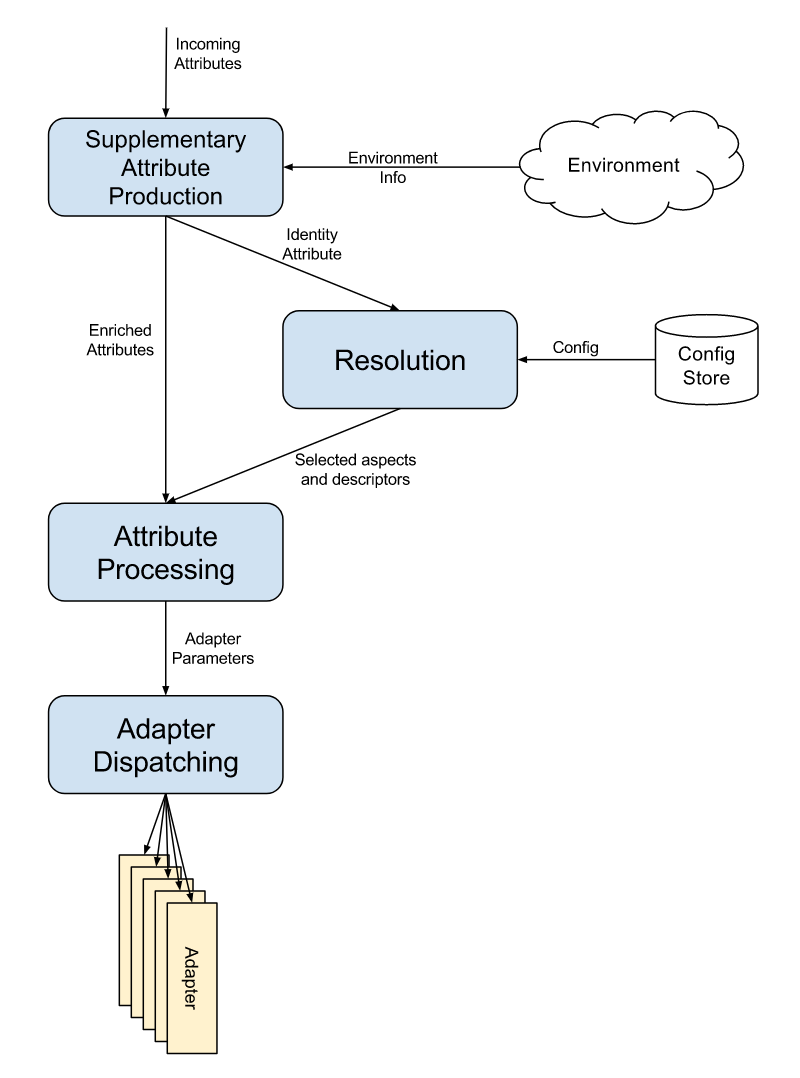 Incoming
Attributes
Supplementary
Attribute
Production
Environment
Info
Environment
Identity
Attribute
Enriched
Attributes
Resolution
Config
Config
Store
Selected aspects
and descriptors
Attribute
Processing
Adapter
Parameters
Adapter
Dispatching
Adapter